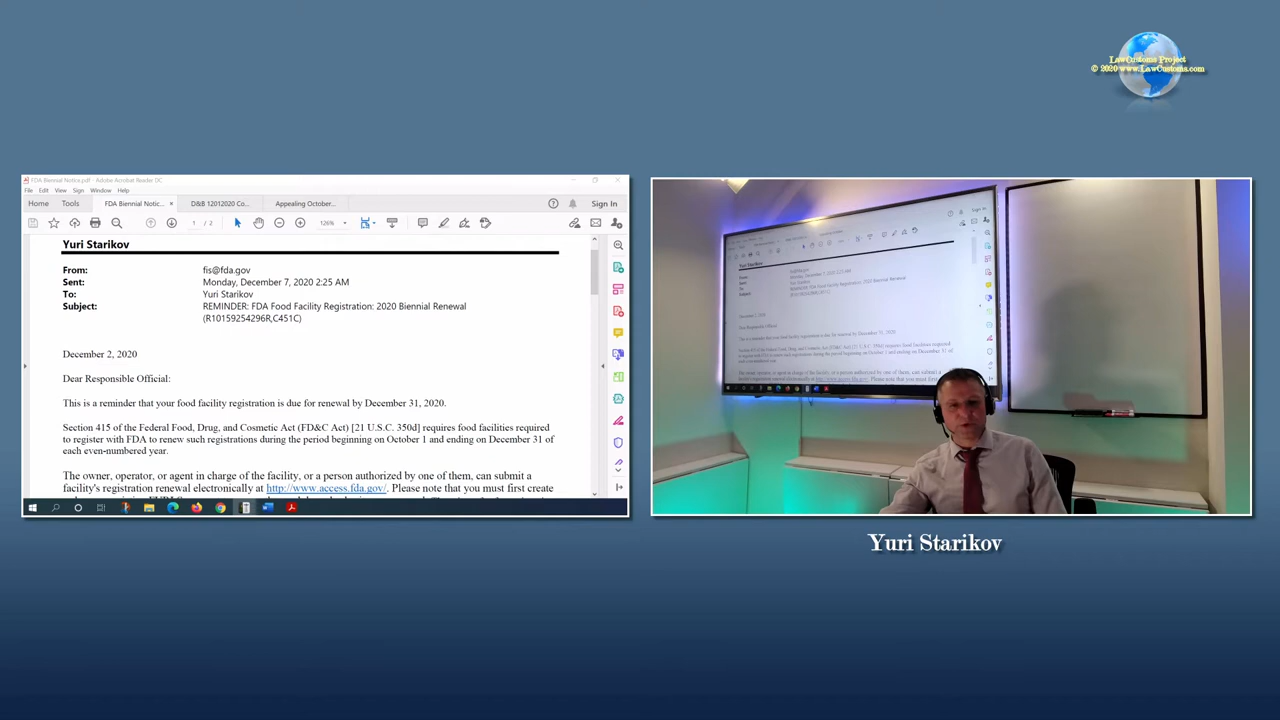 LawCustoms Project
© 2020 www.LawCustoms.com
FDA Biennial Notice.pdf - Adobe Acrobat Reader DC
File Edit View Sign Window Help
Home Tools FDA Biennial Notic... × D&B 12012020 Co... Appealing October... Sign In
1 / 2 126%
Yuri Starikov
From: fis@fda.gov
Sent: Monday, December 7, 2020 2:25 AM
To: Yuri Starikov
Subject: REMINDER: FDA Food Facility Registration: 2020 Biennial Renewal
(R10159254296R,C451C)
December 2, 2020
Dear Responsible Official:
This is a reminder that your food facility registration is due for renewal by December 31, 2020.
Section 415 of the Federal Food, Drug, and Cosmetic Act (FD&C Act) [21 U.S.C. 350d] requires food facilities required
to register with FDA to renew such registrations during the period beginning on October 1 and ending on December 31 of
each even-numbered year.
The owner, operator, or agent in charge of the facility, or a person authorized by one of them, can submit a
facility's registration renewal electronically at http://www.access.fda.gov/. Please note that you must first create
Yuri Starikov